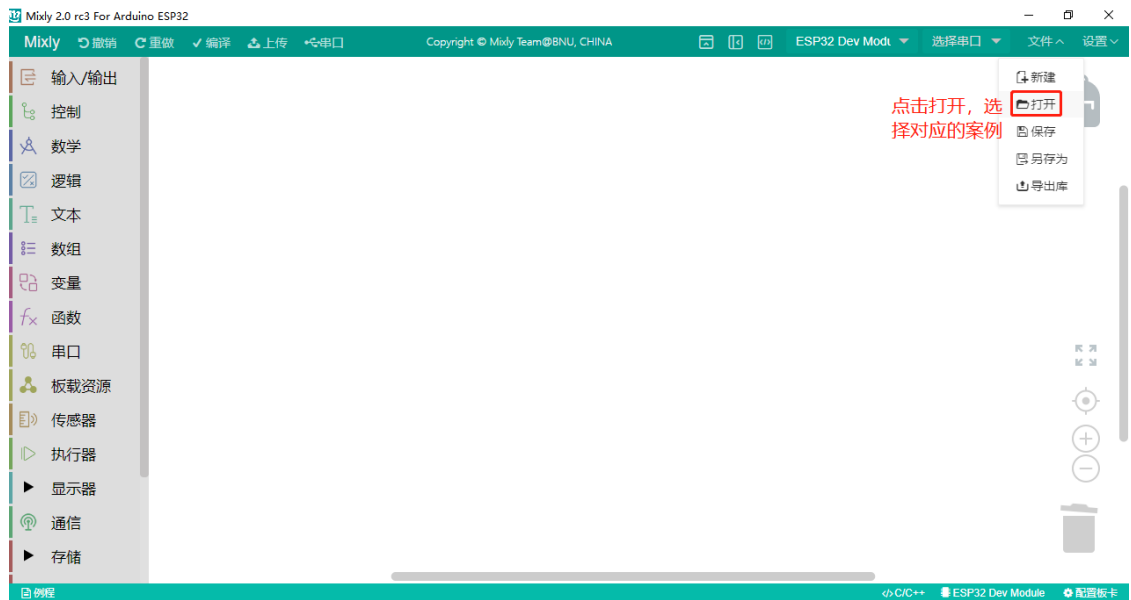 Mixly 2.0 rc3 For Arduino ESP32
Mixly 撤销 重做 编译 上传 串口 Copyright © Mixly Team@BNU, CHINA ESP32 Dev Modu 选择串口 文件 设置
新建
打开
保存
另存为
导出库
点击打开，选
择对应的案例
输入/输出
控制
数学
逻辑
文本
数组
变量
函数
串口
板载资源
传感器
执行器
显示器
通信
存储
例程 C/C++ ESP32 Dev Module 配置板卡